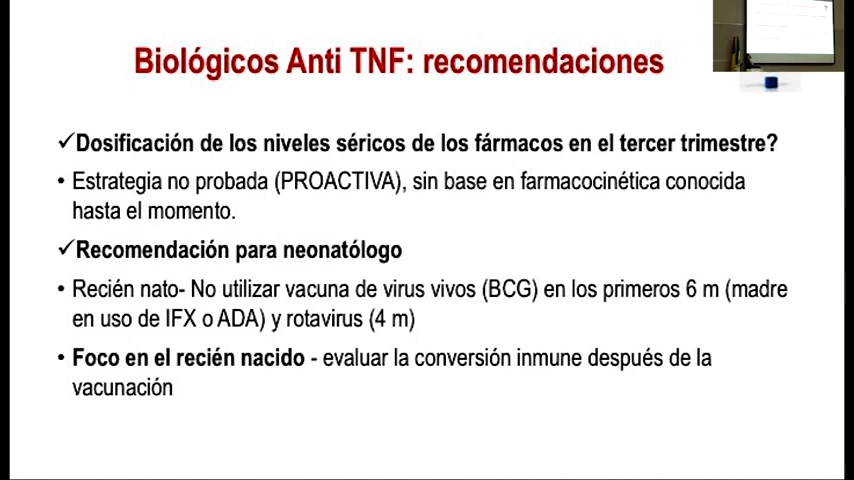 Biológicos Anti TNF: recomendaciones
✓Dosificación de los niveles séricos de los fármacos en el tercer trimestre?
• Estrategia no probada (PROACTIVA), sin base en farmacocinética conocida
hasta el momento.
✓Recomendación para neonatólogo
• Recién nato- No utilizar vacuna de virus vivos (BCG) en los primeros 6 m (madre
en uso de IFX o ADA) y rotavirus (4 m)
• Foco en el recién nacido - evaluar la conversión inmune después de la
vacunación